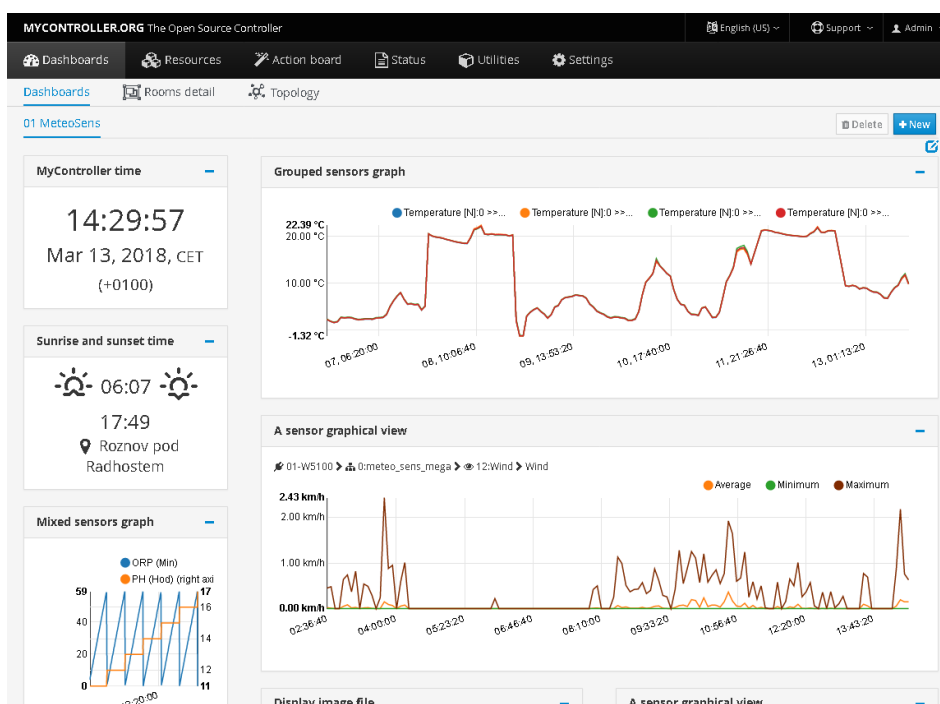 MYCONTROLLER.ORG The Open Source Controller
English (US)
Support
Admin
Dashboards
Resources
Action board
Status
Utilities
Settings
Dashboards
Rooms detail
Topology
01 MeteoSens
Delete
New
MyController time
14:29:57
Mar 13, 2018, CET
(+0100)
Sunrise and sunset time
06:07
17:49
Roznov pod
Radhostem
Mixed sensors graph
ORP (Min)
PH (Hod) (right axi
59
40
20
0
17
16
14
12
11
Grouped sensors graph
Temperature [N]:0 >>...
Temperature [N]:0 >>...
Temperature [N]:0 >>...
Temperature [N]:0 >>...
22.39 °C
20.00 °C
10.00 °C
-1.32 °C
07, 06:20:00
08, 10:06:40
09, 13:53:20
10, 17:40:00
11, 21:26:40
13, 01:13:20
A sensor graphical view
01-W5100 0:meteo_sens_mega 12:Wind Wind
Average
Minimum
Maximum
2.43 km/h
2.00 km/h
1.00 km/h
0.00 km/h
02:36:40
04:00:00
05:23:20
06:46:40
08:10:00
09:33:20
10:56:40
12:20:00
13:43:20
Display image file
A sensor graphical view